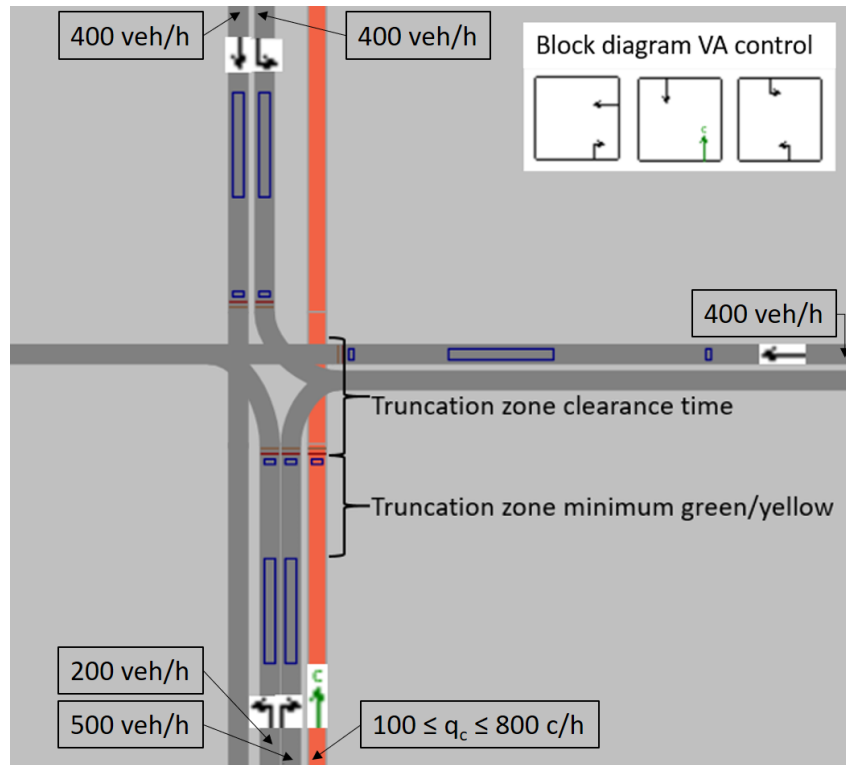 400 veh/h
400 veh/h
Block diagram VA control
c
400 veh/h
Truncation zone clearance time
Truncation zone minimum green/yellow
200 veh/h
C
500 veh/h
100 ≤ qc ≤ 800 c/h